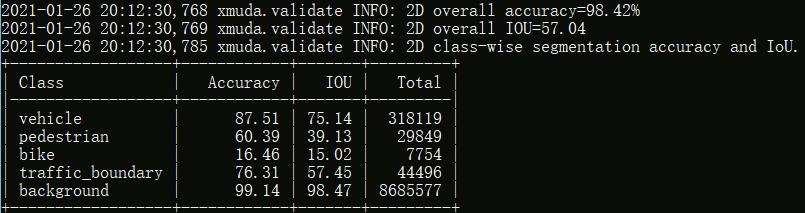 2021-01-26 20:12:30,768 xmuda.validate INFO: 2D overall accuracy=98.42%
2021-01-26 20:12:30,769 xmuda.validate INFO: 2D overall IOU=57.04
2021-01-26 20:12:30,785 xmuda.validate INFO: 2D class-wise segmentation accuracy and IoU.
+------------------+------------+-------+---------+
| Class            |   Accuracy |   IOU |   Total |
|------------------+------------+-------+---------|
| vehicle          |      87.51 | 75.14 |  318119 |
| pedestrian       |      60.39 | 39.13 |   29849 |
| bike             |      16.46 | 15.02 |    7754 |
| traffic_boundary |      76.31 | 57.45 |   44496 |
| background       |      99.14 | 98.47 | 8685577 |
+------------------+------------+-------+---------+